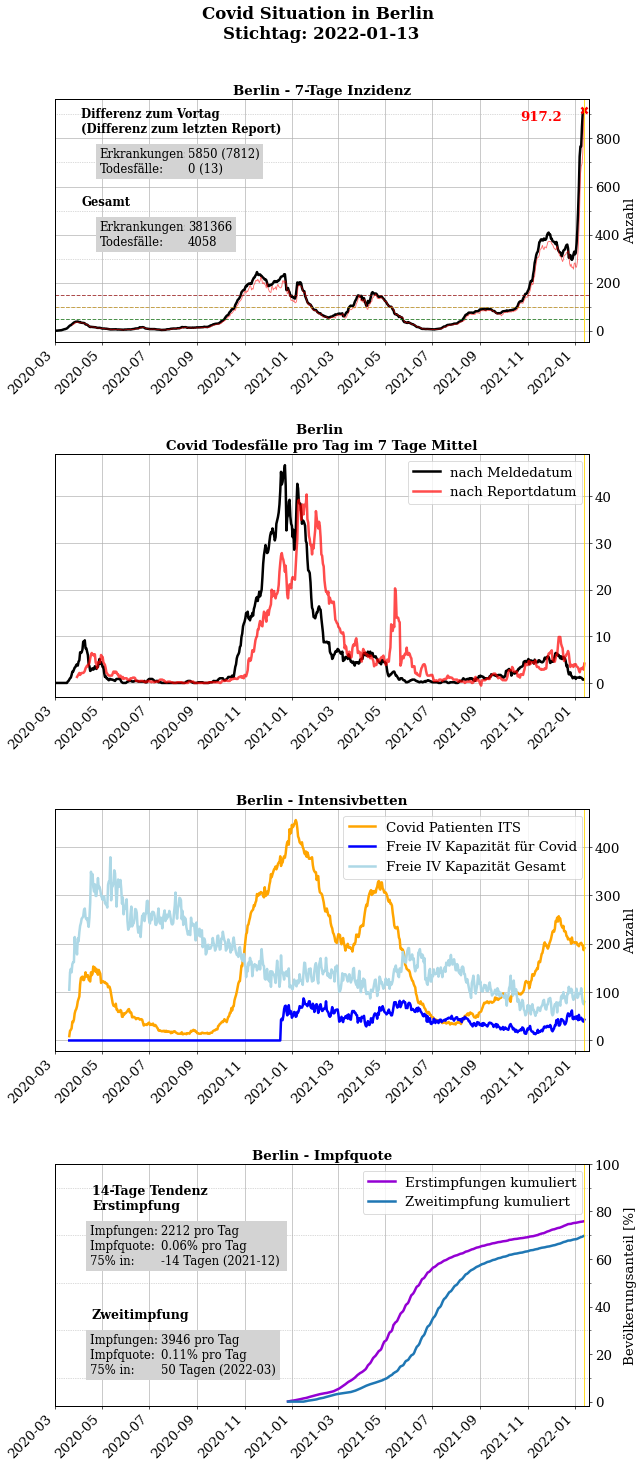 Covid Situation in Berlin
Stichtag: 2022-01-13
Berlin - 7-Tage Inzidenz
Differenz zum Vortag
(Differenz zum letzten Report)
Erkrankungen 5850 (7812)
Todesfälle: 0 (13)
Gesamt
Erkrankungen 381366
Todesfälle: 4058
917.2
800
600
400
200
0
Anzahl
2020-03
2020-05
2020-07
2020-09
2020-11
2021-01
2021-03
2021-05
2021-07
2021-09
2021-11
2022-01
Berlin
Covid Todesfälle pro Tag im 7 Tage Mittel
nach Meldedatum
nach Reportdatum
40
30
20
10
0
2020-03
2020-05
2020-07
2020-09
2020-11
2021-01
2021-03
2021-05
2021-07
2021-09
2021-11
2022-01
Berlin - Intensivbetten
Covid Patienten ITS
Freie IV Kapazität für Covid
Freie IV Kapazität Gesamt
400
300
200
100
0
Anzahl
2020-03
2020-05
2020-07
2020-09
2020-11
2021-01
2021-03
2021-05
2021-07
2021-09
2021-11
2022-01
Berlin - Impfquote
14-Tage Tendenz
Erstimpfung
Impfungen: 2212 pro Tag
Impfquote: 0.06% pro Tag
75% in: -14 Tagen (2021-12)
Zweitimpfung
Impfungen: 3946 pro Tag
Impfquote: 0.11% pro Tag
75% in: 50 Tagen (2022-03)
Erstimpfungen kumuliert
Zweitimpfung kumuliert
100
80
60
40
20
0
Bevölkerungsanteil [%]
2020-03
2020-05
2020-07
2020-09
2020-11
2021-01
2021-03
2021-05
2021-07
2021-09
2021-11
2022-01